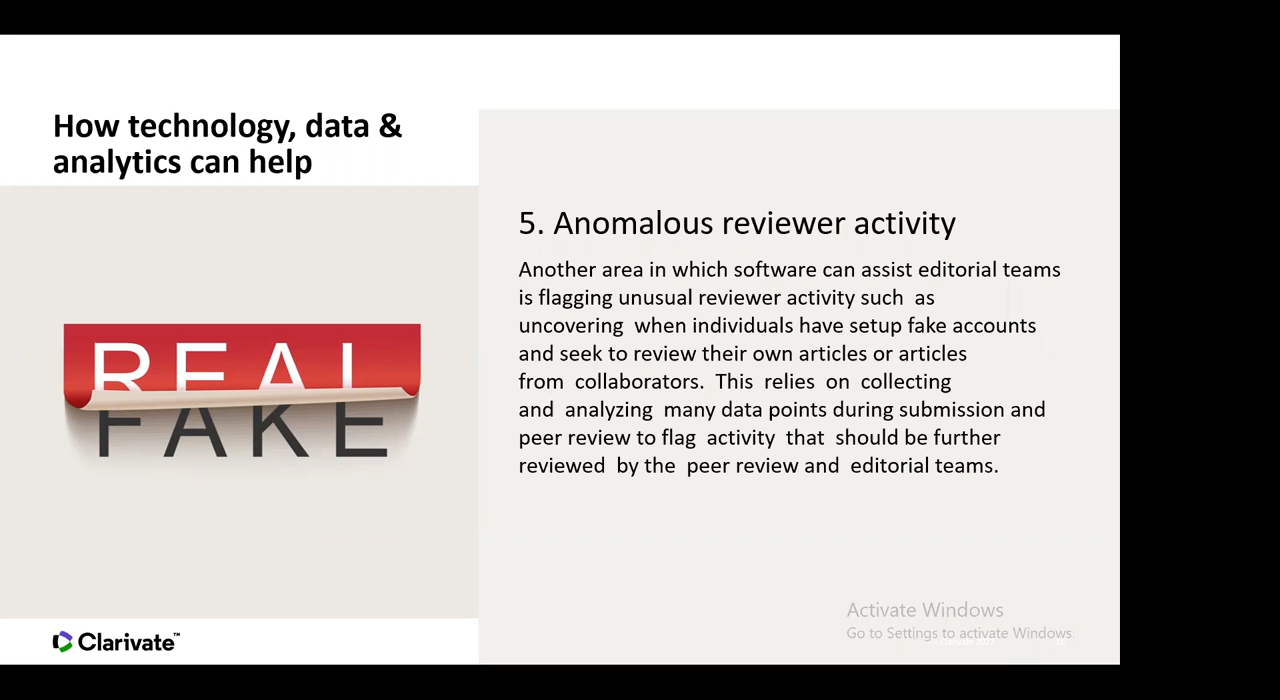 How technology, data &
analytics can help
REAL
FAKE
5. Anomalous reviewer activity
Another area in which software can assist editorial teams
is flagging unusual reviewer activity such  as
uncovering  when individuals have setup fake accounts
and seek to review their own articles or articles
from  collaborators.  This  relies  on  collecting
and  analyzing  many data points during submission and
peer review to flag  activity  that  should be further
reviewed  by the  peer review and  editorial teams.
Activate Windows
Go to Settings to activate Windows.
Clarivate™